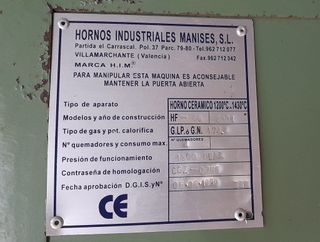 HORNOS INDUSTRIALES MANISES, S.L.
Partida el Carrascal. Pol. 37 Parc. 79-80 - Tel: 962 712 077
VILLAMARCHANTE (Valencia) Fax. 962 712 342
MARCA H.I.M.®
PARA MANIPULAR ESTA MAQUINA ES ACONSEJABLE
MANTENER LA PUERTA ABIERTA
Tipo de aparato HORNO CERAMICO 1200ºC..1430ºC
Modelos y año de construcción HF
Tipo de gas y pot. calorifica G.I.P. ó G.N.
Nº quemadores y consumo max. Nº QUEMADORES
Presión de funcionamiento
Contraseña de homologación
Fecha aprobación D.G.I.S. y Nº
CE